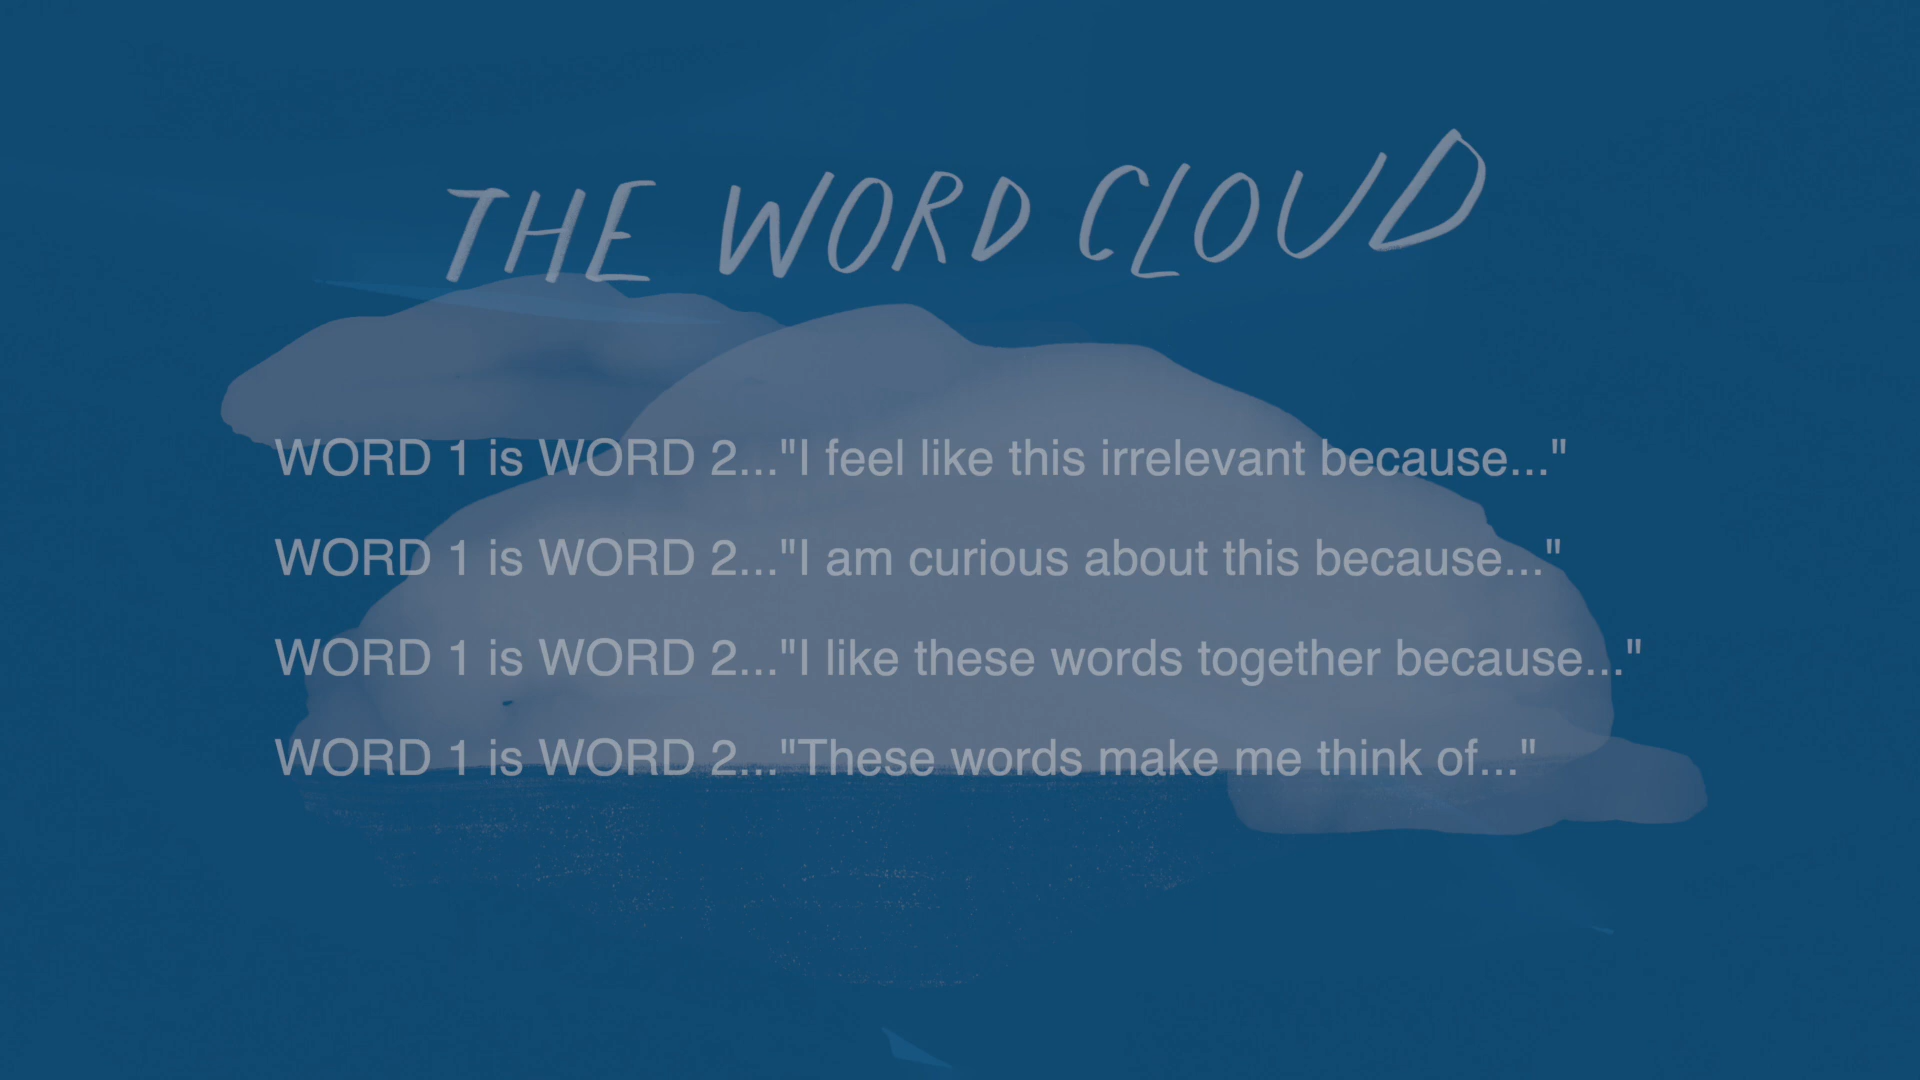 THE WORD CLOUD
WORD 1 is WORD 2..."I feel like this irrelevant because..."
WORD 1 is WORD 2..."I am curious about this because..."
WORD 1 is WORD 2..."I like these words together because..."
WORD 1 is WORD 2..."These words make me think of..."